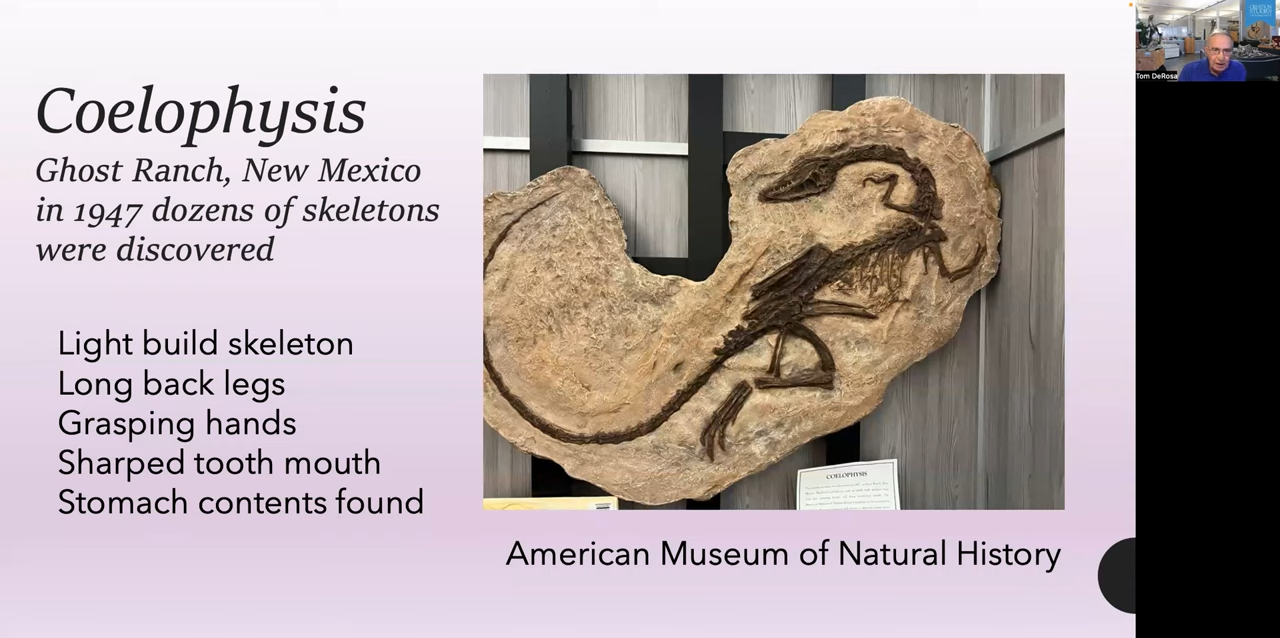 Coelophysis
Ghost Ranch, New Mexico
in 1947 dozens of skeletons
were discovered
Light build skeleton
Long back legs
Grasping hands
Sharped tooth mouth
Stomach contents found
COELOPHYSIS
American Museum of Natural History
Tom DeRosa